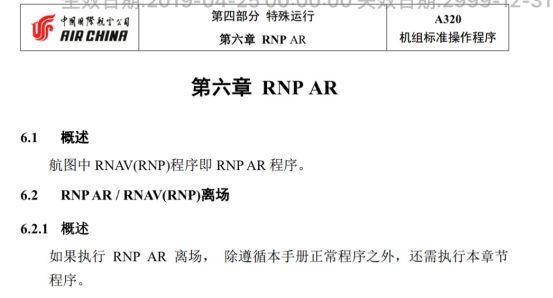 生效日期:2019-04-25 00:00:00 失效日期:2999-12-31
中国国际航空公司
AIR CHINA
第四部分 特殊运行
第六章 RNP AR
A320
机组标准操作程序
第六章 RNP AR
6.1 概述
航图中 RNAV(RNP)程序即 RNP AR 程序。
6.2 RNP AR / RNAV(RNP)离场
6.2.1 概述
如果执行 RNP AR 离场， 除遵循本手册正常程序之外，还需执行本章节
程序。